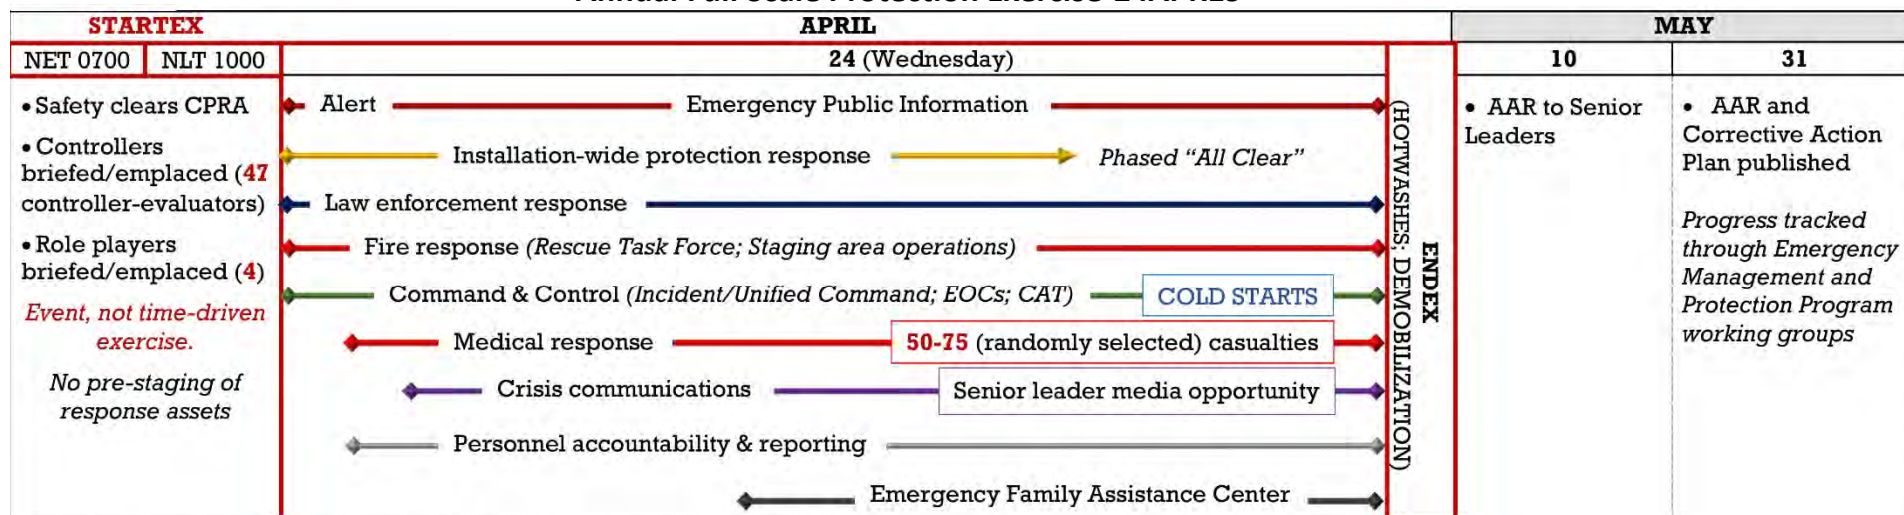 STARTEX
APRIL
MAY
NET 0700
NLT 1000
24 (Wednesday)
10
31
• Safety clears CPRA
• Controllers
briefed/emplaced (47
controller-evaluators)
• Role players
briefed/emplaced (4)
Event, not time-driven
exercise.
No pre-staging of
response assets
Alert
Emergency Public Information
Installation-wide protection response
Phased "All Clear"
Law enforcement response
Fire response (Rescue Task Force; Staging area operations)
Command & Control (Incident/Unified Command; EOCs; CAT)
COLD STARTS
Medical response
50-75 (randomly selected) casualties
Crisis communications
Senior leader media opportunity
Personnel accountability & reporting
Emergency Family Assistance Center
(HOTWASHES; DEMOBILIZATION)
ENDEX
• AAR to Senior
Leaders
• AAR and
Corrective Action
Plan published
Progress tracked
through Emergency
Management and
Protection Program
working groups